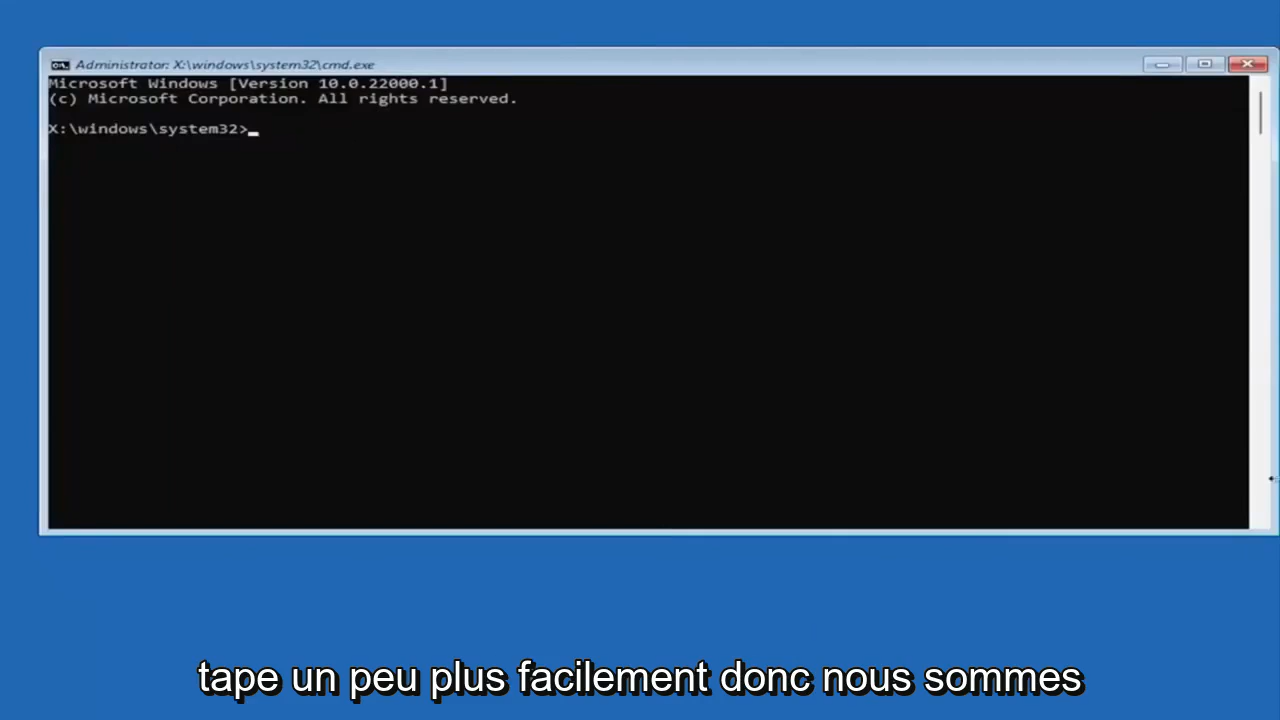 Administrator: X:\windows\system32\cmd.exe
Microsoft Windows [Version 10.0.22000.1]
(c) Microsoft Corporation. All rights reserved.
X:\windows\system32>
tape un peu plus facilement donc nous sommes